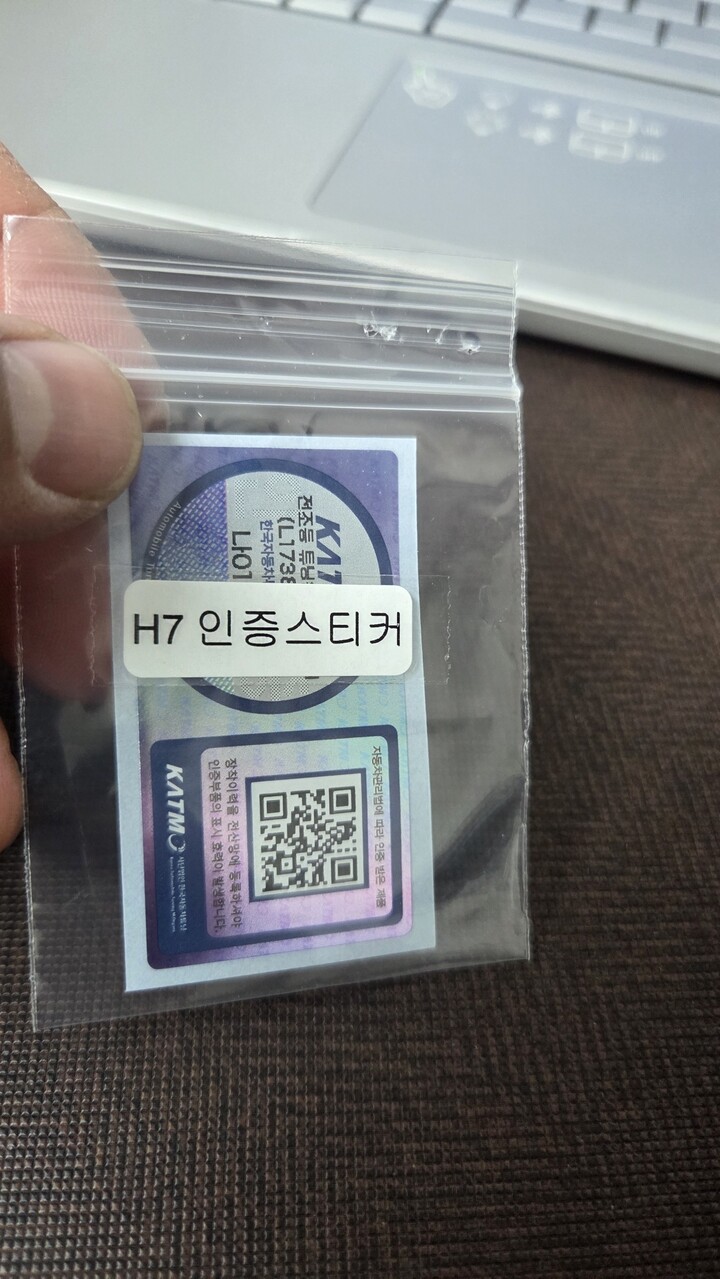 H7 인증스티커
전조등 튜닝
(L1738
한국자동차
나01
Automobile
자동차관리법에 따라 인증 받은 제품
장착이력을 전산망에 등록하셔야
인증부품의 표시 효력이 발생합니다.
KATMO